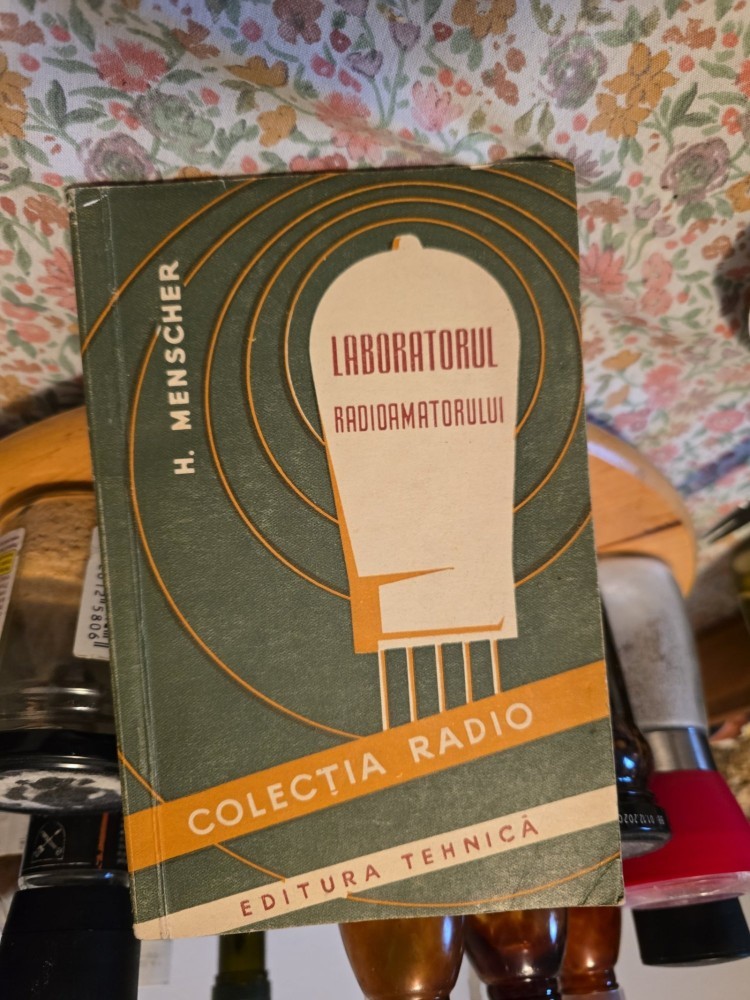 H. MENSCHER
LABORATORUL
RADIOAMATORULUI
COLECȚIA RADIO
EDITURA TEHNICĂ